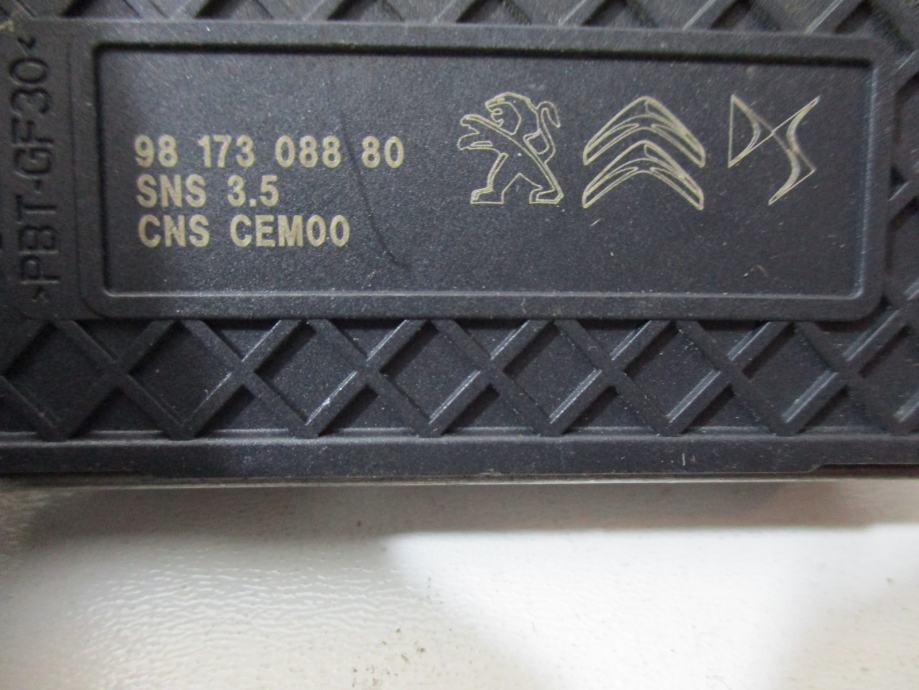 98 173 088 80
SNS 3.5
CNS CEM00
>PBT-GF30<